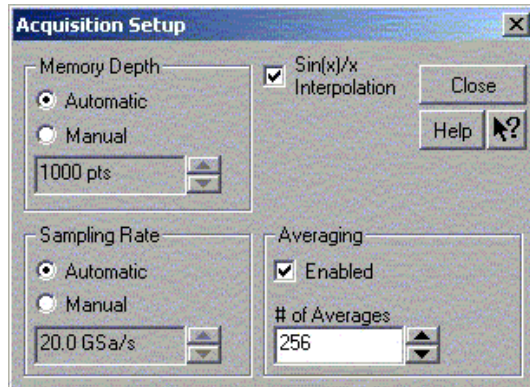 Acquisition Setup
Memory Depth
Automatic
Manual
1000 pts
Sin(x)/x
Interpolation
Close
Help
?
Sampling Rate
Automatic
Manual
20.0 GSa/s
Averaging
Enabled
# of Averages
256